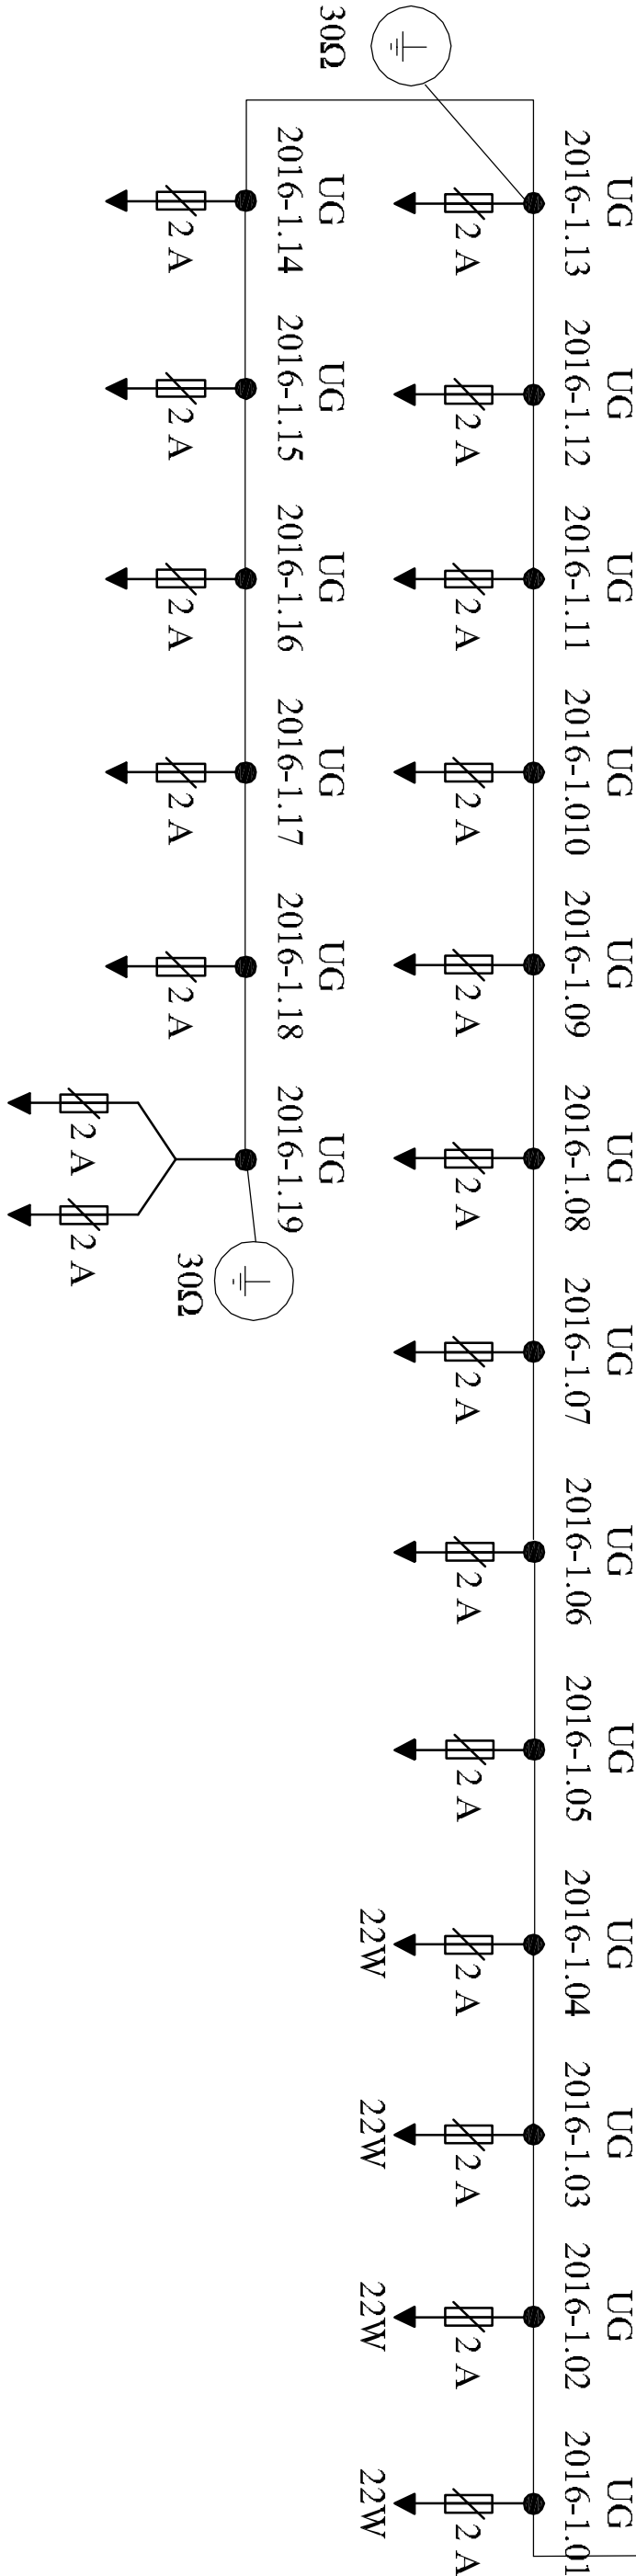 UG
2016-1.13
2 A
UG
2016-1.12
2 A
UG
2016-1.11
2 A
UG
2016-1.010
2 A
UG
2016-1.09
2 A
UG
2016-1.08
2 A
UG
2016-1.07
2 A
UG
2016-1.06
2 A
UG
2016-1.05
2 A
UG
2016-1.04
2 A
22W
UG
2016-1.03
2 A
22W
UG
2016-1.02
2 A
22W
UG
2016-1.01
2 A
22W
30Ω
UG
2016-1.14
2 A
UG
2016-1.15
2 A
UG
2016-1.16
2 A
UG
2016-1.17
2 A
UG
2016-1.18
2 A
UG
2016-1.19
30Ω
2 A
2 A